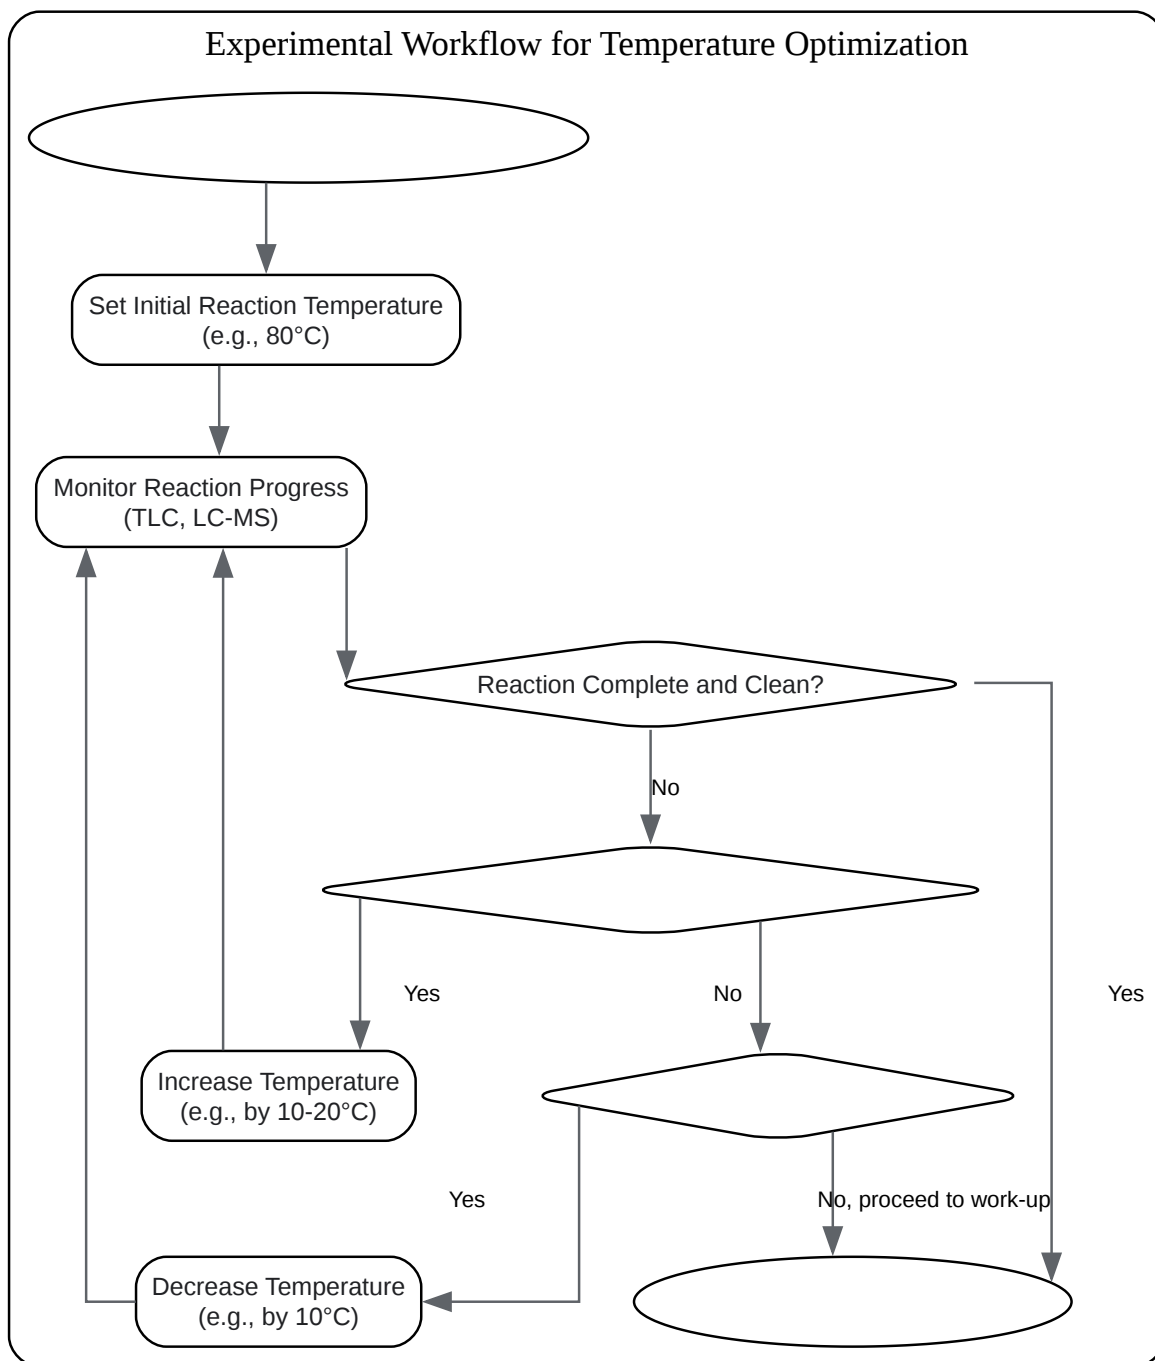 Experimental Workflow for Temperature Optimization
Set Initial Reaction Temperature
(e.g., 80°C)
Monitor Reaction Progress
(TLC, LC-MS)
Reaction Complete and Clean?
No
Yes
No
Yes
Increase Temperature
(e.g., by 10-20°C)
Yes
No, proceed to work-up
Decrease Temperature
(e.g., by 10°C)